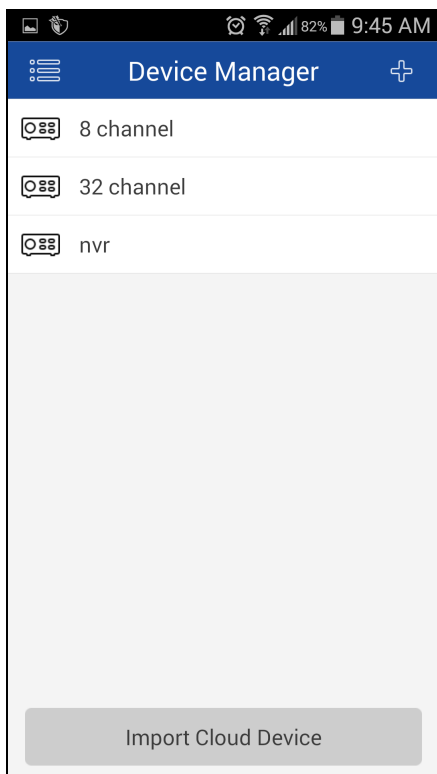 82% 9:45 AM
Device Manager
8 channel
32 channel
nvr
Import Cloud Device